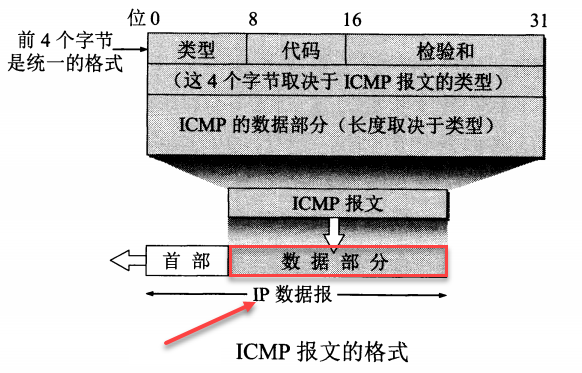 位 0 8 16 31
前 4 个字节
是统一的格式
类型 代码 检验和
(这 4 个字节取决于 ICMP 报文的类型)
ICMP 的数据部分(长度取决于类型)
ICMP 报文
首 部 数 据 部 分
IP 数据报
ICMP 报文的格式